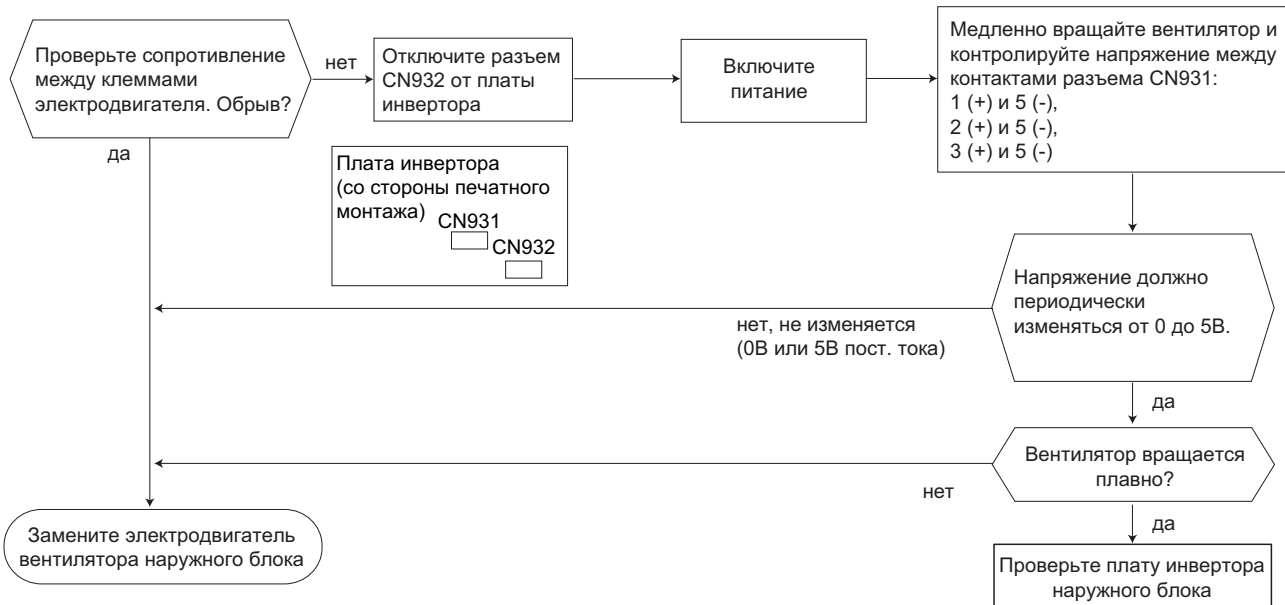 Проверьте сопротивление
между клеммами
электродвигателя. Обрыв?
нет
да
Отключите разъем
CN932 от платы
инвертора
Включите
питание
Медленно вращайте вентилятор и
контролируйте напряжение между
контактами разъема CN931:
1 (+) и 5 (-),
2 (+) и 5 (-),
3 (+) и 5 (-)
Плата инвертора
(со стороны печатного
монтажа)
CN931
CN932
Напряжение должно
периодически
изменяться от 0 до 5В.
нет, не изменяется
(0В или 5В пост. тока)
да
Вентилятор вращается
плавно?
нет
да
Замените электродвигатель
вентилятора наружного блока
Проверьте плату инвертора
наружного блока